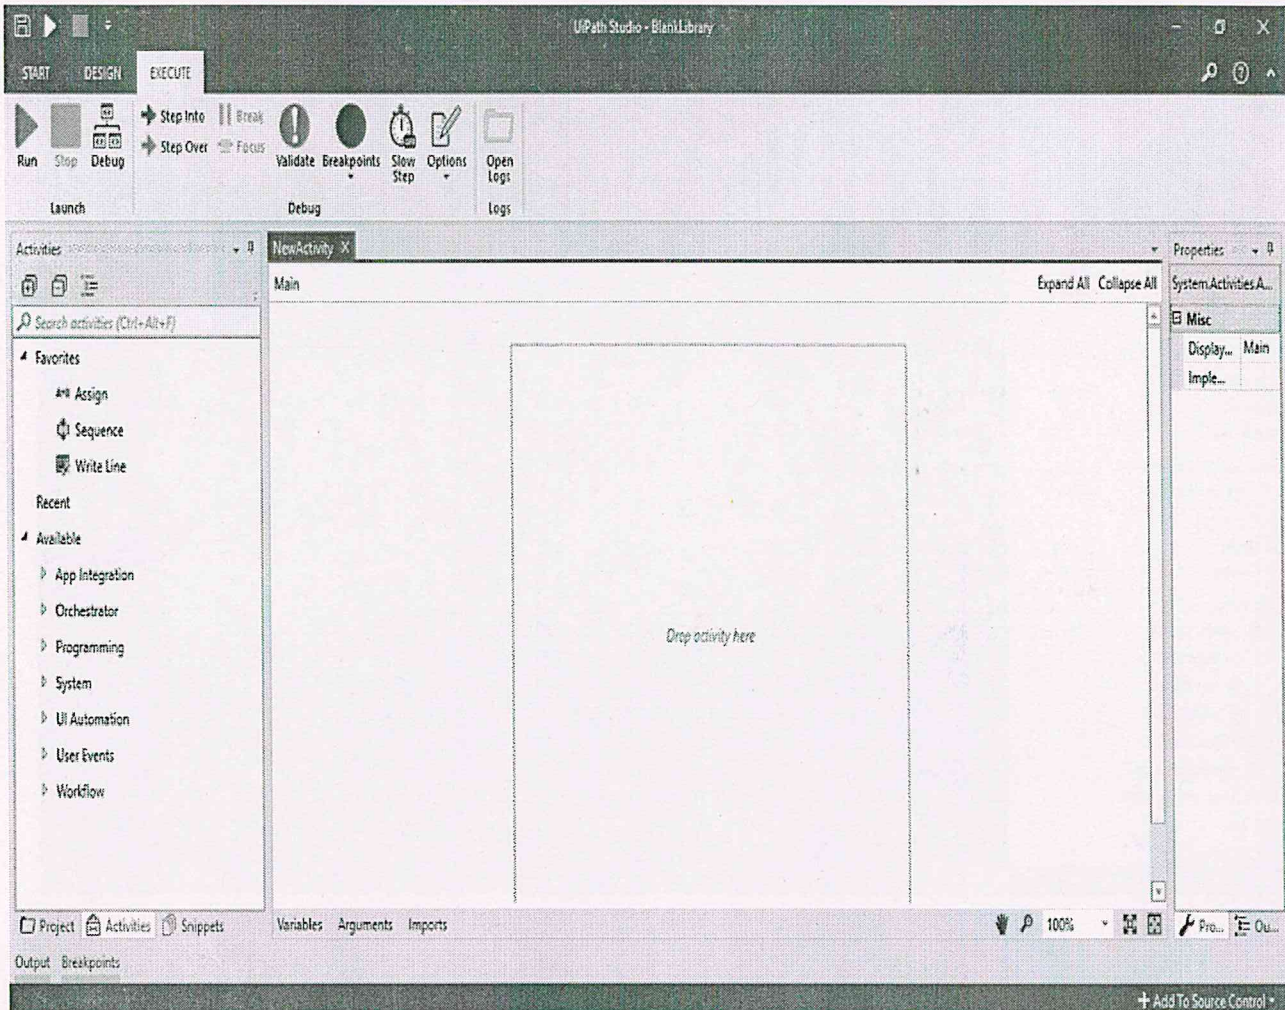 UiPath Studio - BlankLibrary
START DESIGN EXECUTE
Run Stop Debug
Step Into Break
Step Over Focus
Validate Breakpoints Slow Step Options
Open Logs
Launch Debug Logs
Activities
Search activities (Ctrl+Alt+F)
Favorites
A+B Assign
Sequence
Write Line
Recent
Available
App Integration
Orchestrator
Programming
System
UI Automation
User Events
Workflow
Project Activities Snippets
NewActivity X
Main Expand All Collapse All
Drop activity here
Variables Arguments Imports 100%
Properties
System.Activities.A...
Misc
Display... Main
Imple...
Pro... Ou...
Output Breakpoints
Add To Source Control